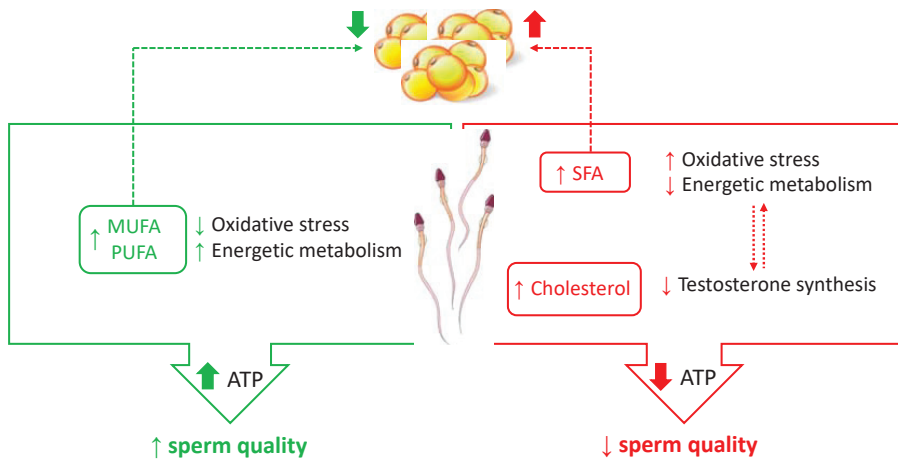 ↑ MUFA
PUFA
↓ Oxidative stress
↑ Energetic metabolism
ATP
↑ sperm quality
↑ SFA
↑ Oxidative stress
↓ Energetic metabolism
↑ Cholesterol
↓ Testosterone synthesis
ATP
↓ sperm quality